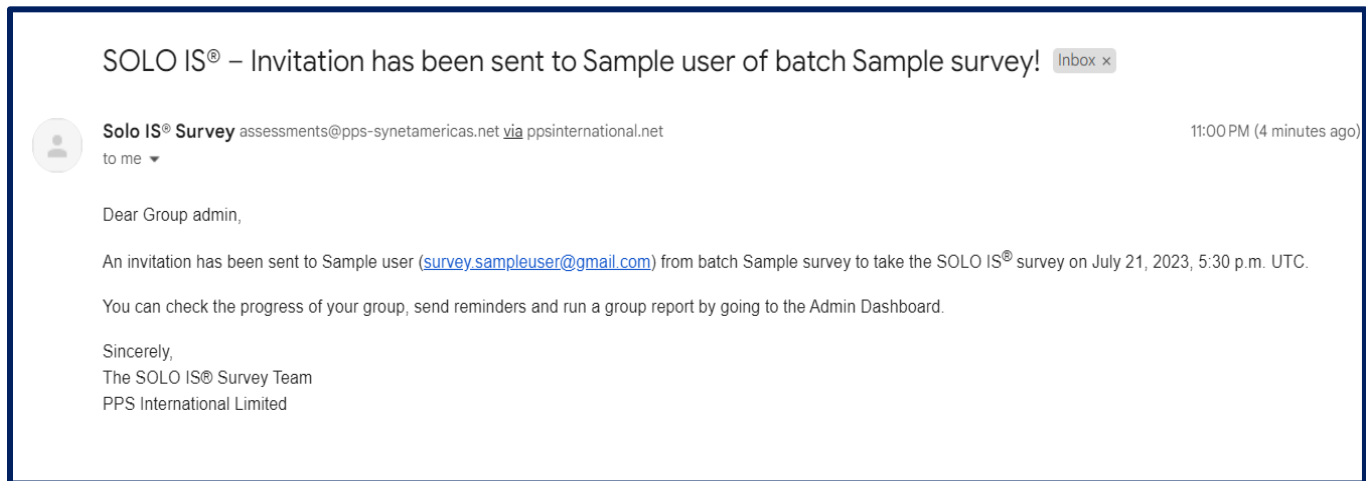 SOLO IS® – Invitation has been sent to Sample user of batch Sample survey! Inbox ×
Solo IS® Survey assessments@pps-synetamericas.net via ppsinternational.net 11:00 PM (4 minutes ago)
to me
Dear Group admin,
An invitation has been sent to Sample user (survey.sampleuser@gmail.com) from batch Sample survey to take the SOLO IS® survey on July 21, 2023, 5:30 p.m. UTC.
You can check the progress of your group, send reminders and run a group report by going to the Admin Dashboard.
Sincerely,
The SOLO IS® Survey Team
PPS International Limited